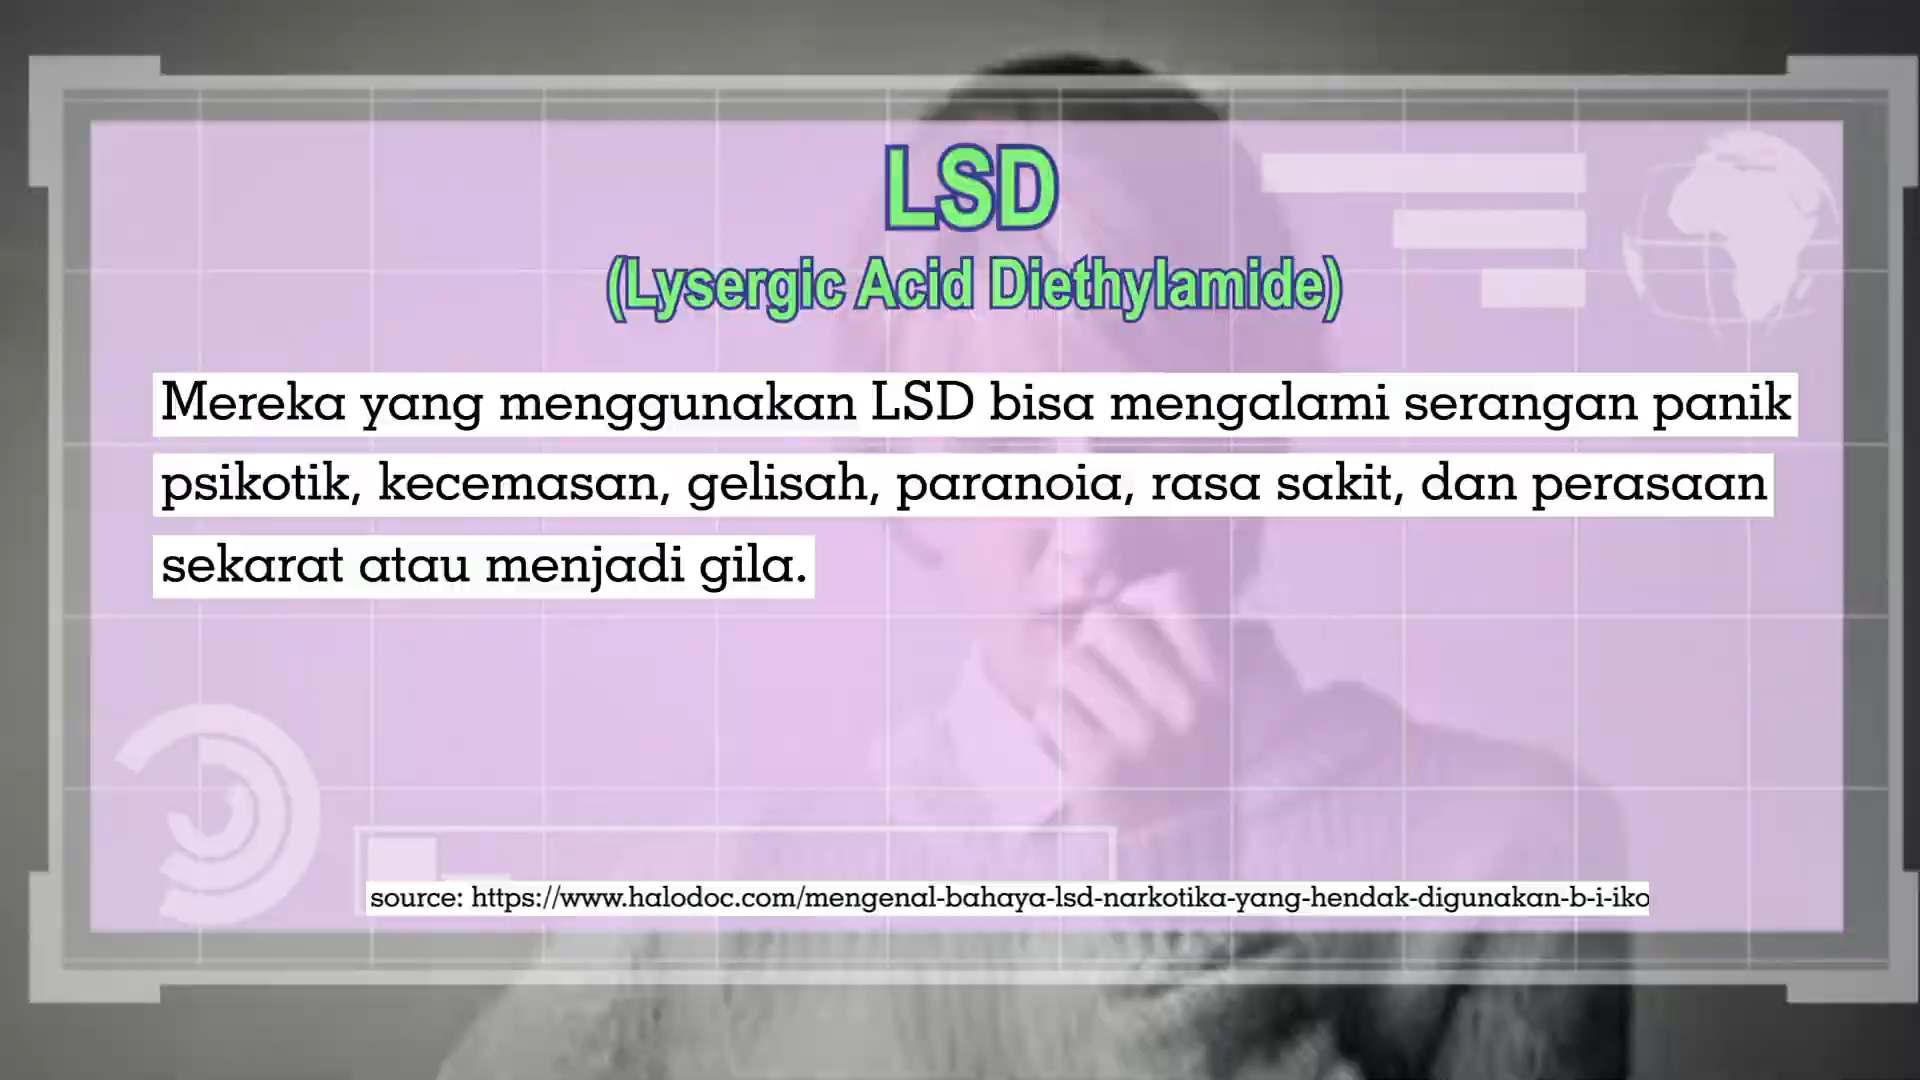 LSD
(Lysergic Acid Diethylamide)
Mereka yang menggunakan LSD bisa mengalami serangan panik
psikotik, kecemasan, gelisah, paranoia, rasa sakit, dan perasaan
sekarat atau menjadi gila.
source: https://www.halodoc.com/mengenal-bahaya-lsd-narkotika-yang-hendak-digunakan-b-i-iko